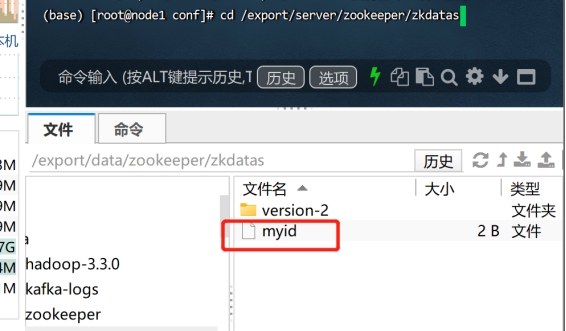 (base) [root@node1 conf]# cd /export/server/zookeeper/zkdatas
本机
命令输入 (按ALT键提示历史,T 历史 选项
文件 命令
/export/data/zookeeper/zkdatas 历史
文件名 大小 类型
version-2 文件夹
myid 2 B 文件
3M
9M
9M
9M
7G
4M
1M
hadoop-3.3.0
kafka-logs
zookeeper